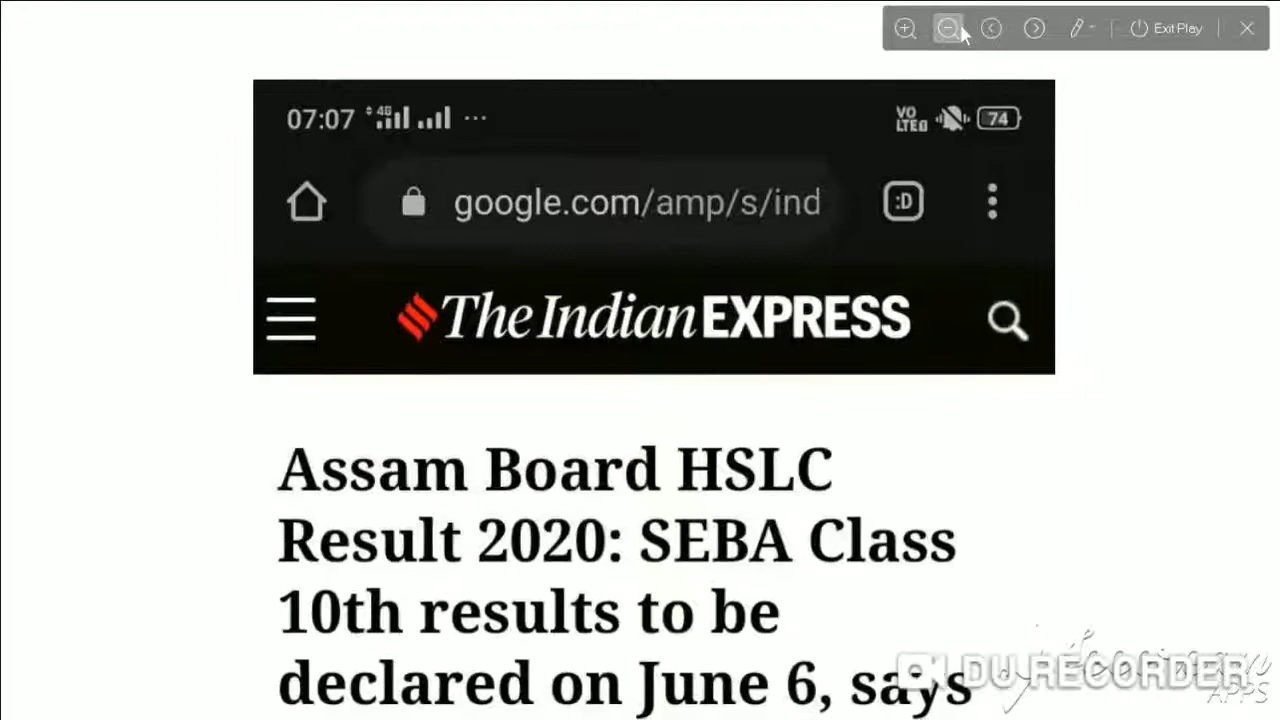 Exit Play
07:07 4G ...
VO LTE 74
google.com/amp/s/ind :D
The Indian EXPRESS
Assam Board HSLC
Result 2020: SEBA Class
10th results to be
declared on June 6, says
DU RECORDER
APPS